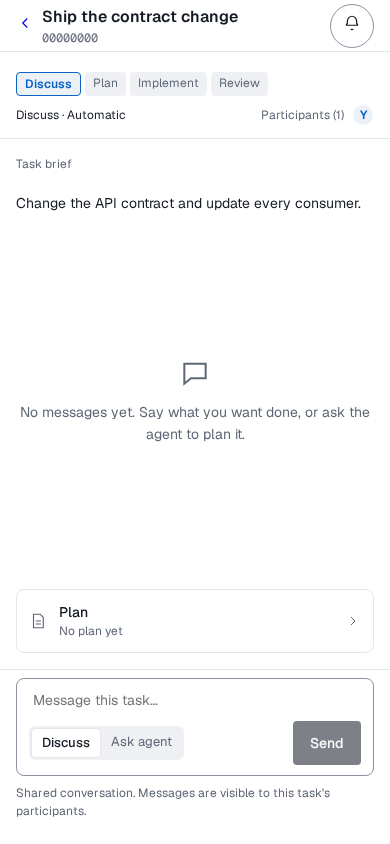 Ship the contract change
00000000
Discuss Plan Implement Review
Discuss · Automatic Participants (1) Y
Task brief
Change the API contract and update every consumer.
No messages yet. Say what you want done, or ask the
agent to plan it.
Plan
No plan yet
Message this task...
Discuss Ask agent Send
Shared conversation. Messages are visible to this task's
participants.